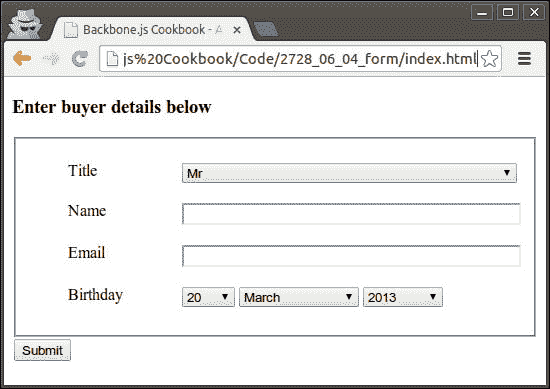 Backbone.js Cookbook - A
js%20Cookbook/Code/2728_06_04_form/index.html
Enter buyer details below
Title Mr
Name
Email
Birthday 20 March 2013
Submit